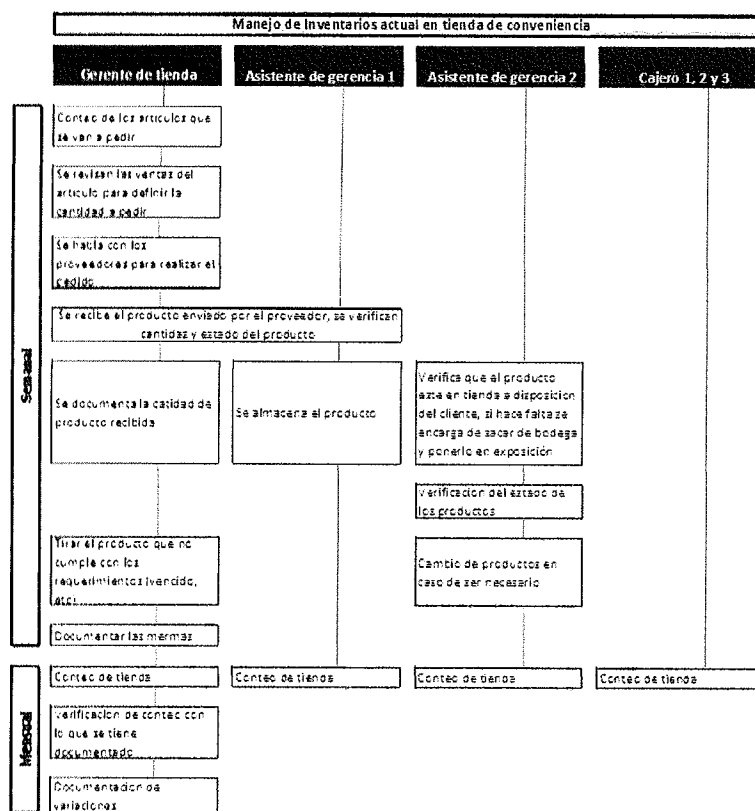 Manejo de Inventarios actual en tienda de conveniencia
Gerente de tienda
Asistente de gerencia 1
Asistente de gerencia 2
Cajero 1, 2 y 3
Semanal
Conteo de los articulos que
se van a pedir
Se revisan las ventas del
articulo para definir la
cantidad a pedir
Se habla con los
proveedores para realizar el
pedido
Se recibe el producto enviado por el proveedor, se verifican
cantidad y estado del producto
Se documenta la catidad de
producto recibida
Se almacena el producto
Verifica que el producto
este en tienda a disposicion
del cliente, si hace falta se
encarga de sacar de bodega
y ponerlo en exposición
Verificacion del estado de
los productos
Tirar el producto que no
cumple con los
requerimientos (vencido,
etc)
Cambio de productos en
caso de ser necesario
Documentar las mermas
Mensual
Conteo de tienda
Conteo de tienda
Conteo de tienda
Conteo de tienda
Verificacion de conteo con
lo que se tiene
documentado
Documentacion de
variaciones